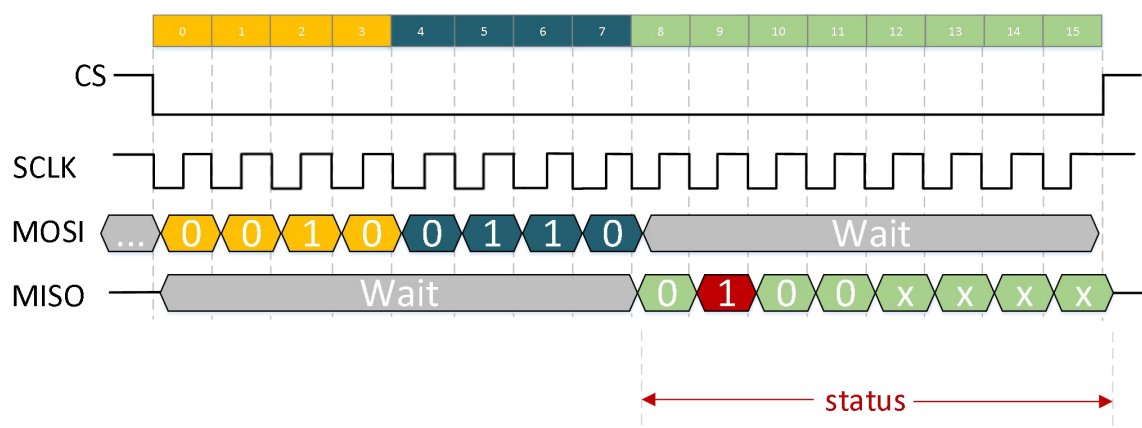 0 1 2 3 4 5 6 7 8 9 10 11 12 13 14 15
CS
SCLK
MOSI ... 0 0 1 0 0 1 1 0 Wait
MISO Wait 0 1 0 0 x x x x
status